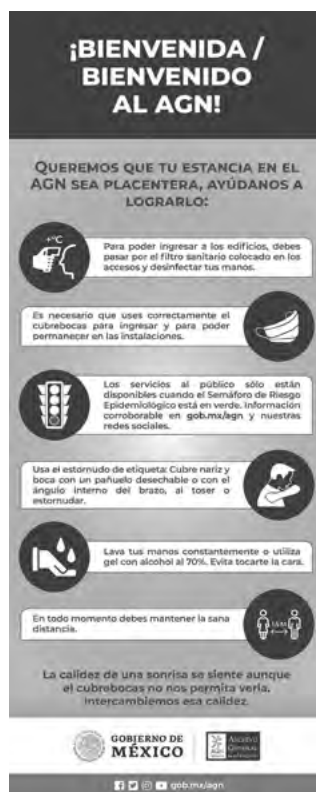 ¡BIENVENIDA /
BIENVENIDO
AL AGN!
QUEREMOS QUE TU ESTANCIA EN EL
AGN SEA PLACENTERA, AYÚDANOS A
LOGRARLO:
+°C
Para poder ingresar a los edificios, debes
pasar por el filtro sanitario colocado en los
accesos y desinfectar tus manos.
Es necesario que uses correctamente el
cubrebocas para ingresar y para poder
permanecer en las instalaciones.
Los servicios al público sólo están
disponibles cuando el Semáforo de Riesgo
Epidemiológico está en verde. Información
corroborable en gob.mx/agn y nuestras
redes sociales.
Usa el estornudo de etiqueta: Cubre nariz y
boca con un pañuelo desechable o con el
ángulo interno del brazo, al toser o
estornudar.
Lava tus manos constantemente o utiliza
gel con alcohol al 70%. Evita tocarte la cara.
En todo momento debes mantener la sana
distancia.
La calidez de una sonrisa se siente aunque
el cubrebocas no nos permita verla.
Intercambiemos esa calidez.
GOBIERNO DE
MÉXICO
ARCHIVO
GENERAL
gob.mx/agn